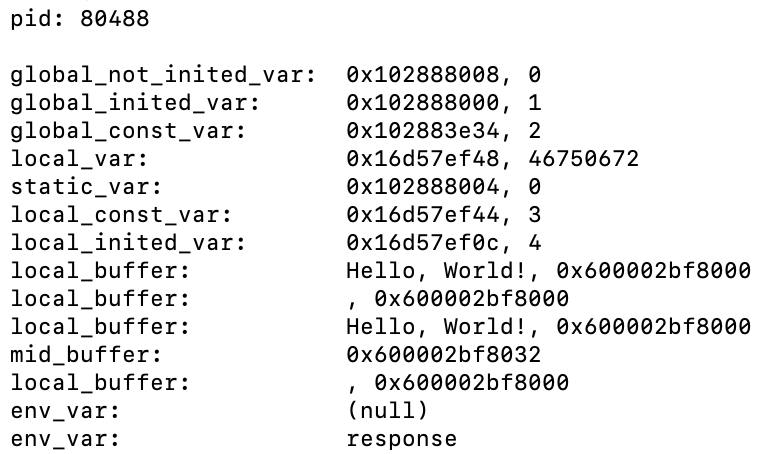 pid: 80488
global_not_inited_var:  0x102888008, 0
global_inited_var:      0x102888000, 1
global_const_var:       0x102883e34, 2
local_var:              0x16d57ef48, 46750672
static_var:             0x102888004, 0
local_const_var:        0x16d57ef44, 3
local_inited_var:       0x16d57ef0c, 4
local_buffer:           Hello, World!, 0x600002bf8000
local_buffer:           , 0x600002bf8000
local_buffer:           Hello, World!, 0x600002bf8000
mid_buffer:             0x600002bf8032
local_buffer:           , 0x600002bf8000
env_var:                (null)
env_var:                response